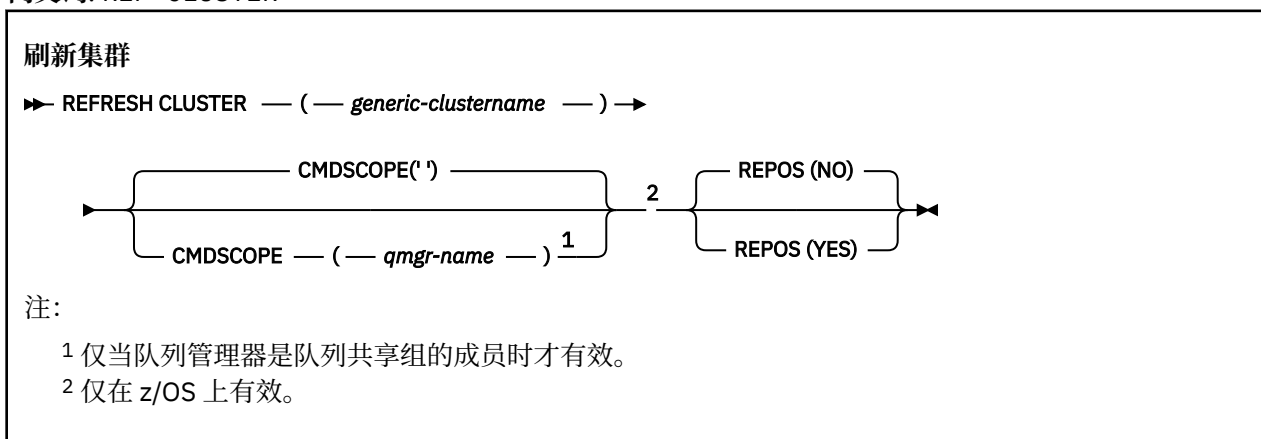 刷新集群
REFRESH CLUSTER ( generic-clustername )
CMDSCOPE(' ')
CMDSCOPE ( qmgr-name ) 1
2
REPOS (NO)
REPOS (YES)
注：
1 仅当队列管理器是队列共享组的成员时才有效。
2 仅在 z/OS 上有效。